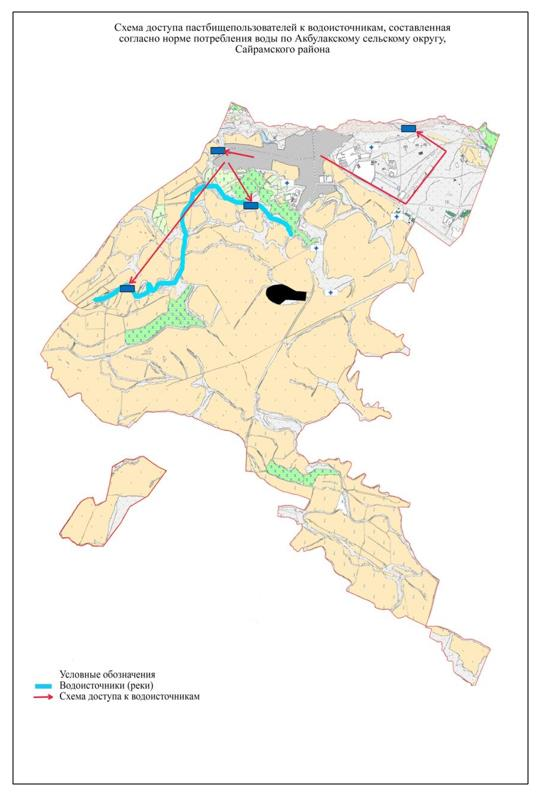 Схема доступа пастбищепользователей к водоисточникам, составленная
согласно норме потребления воды по Акбулакскому сельскому округу,
Сайрамского района
Условные обозначения
Водоисточники (реки)
Схема доступа к водоисточникам